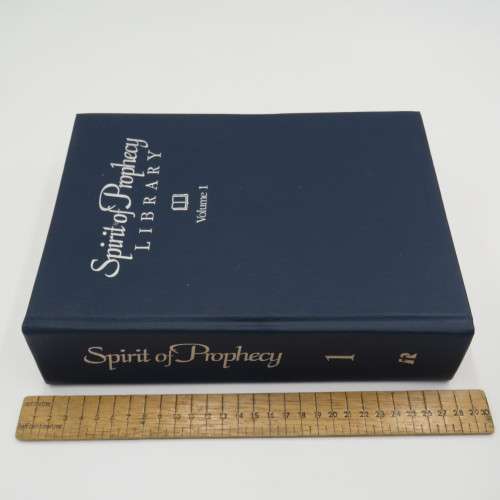 Spirit of Prophecy
LIBRARY
Volume 1
Spirit of Prophecy 1